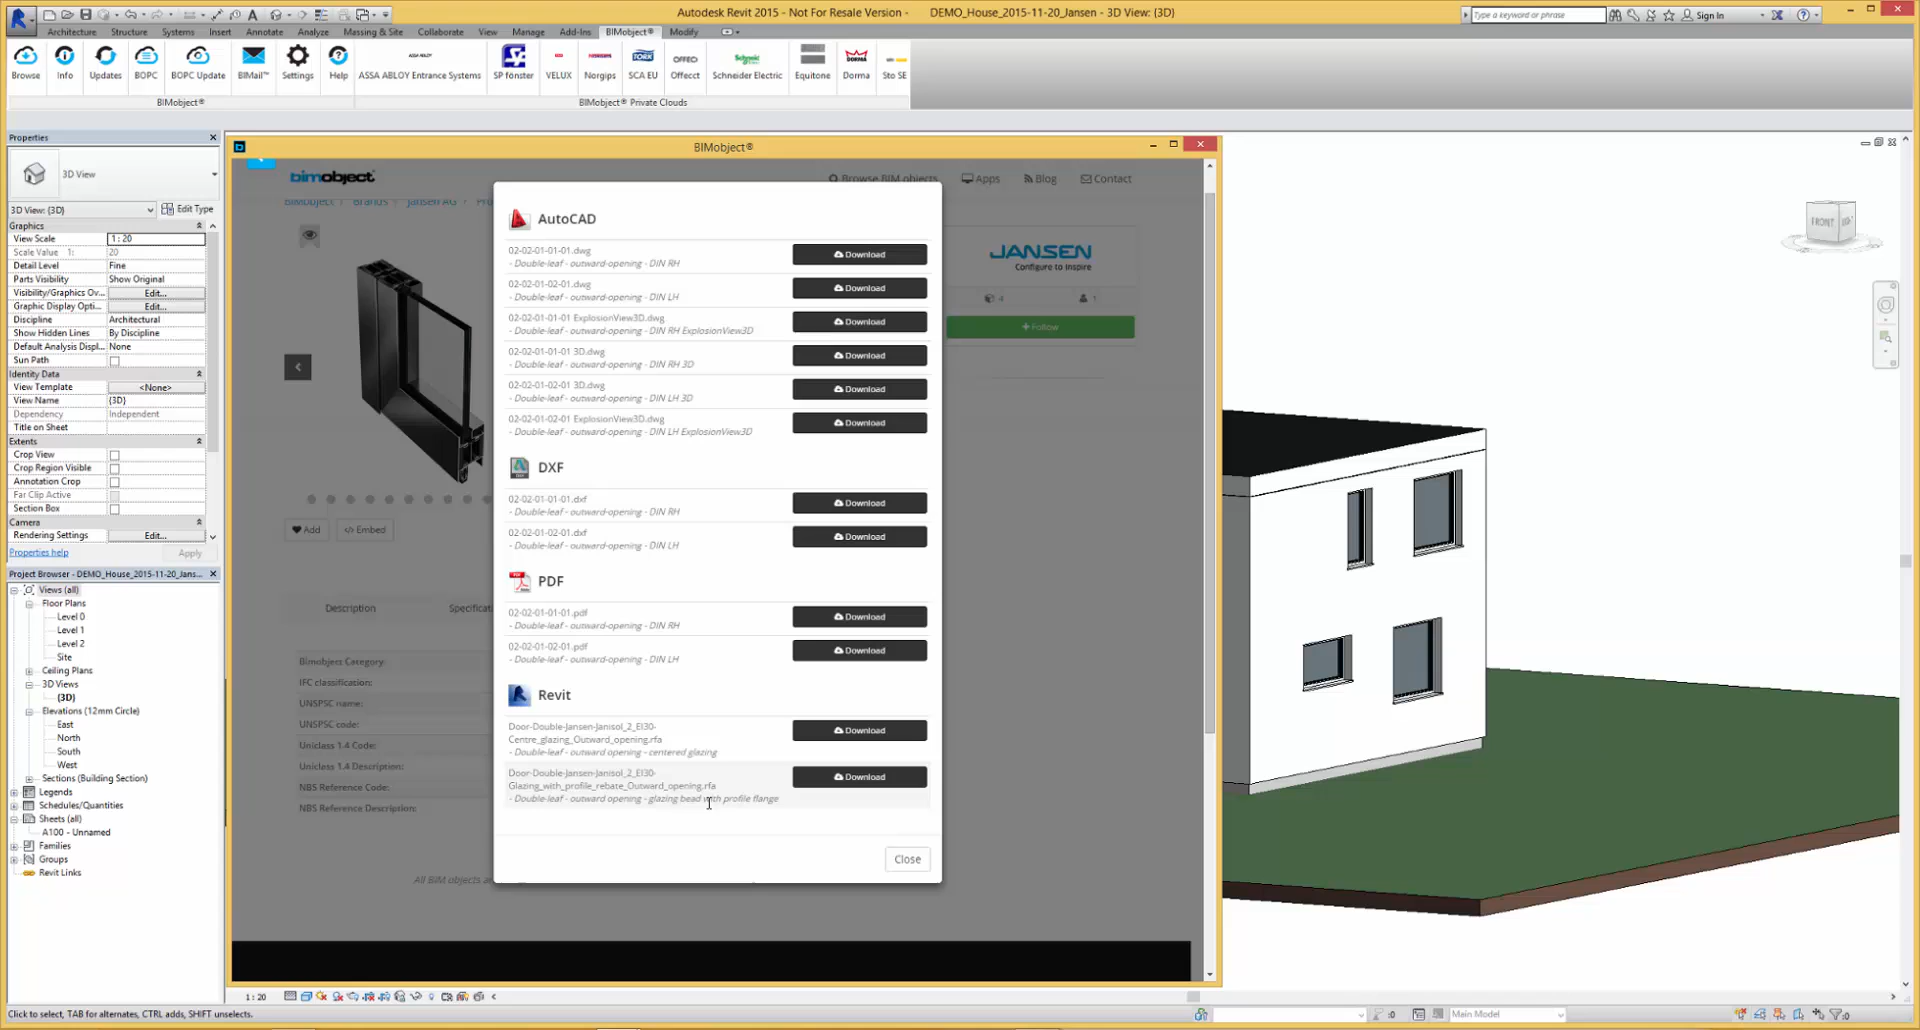 Autodesk Revit 2015 - Not For Resale Version - DEMO_House_2015-11-20_Jansen - 3D View: {3D}
Type a keyword or phrase
Sign In
Architecture Structure Systems Insert Annotate Analyze Massing & Site Collaborate View Manage Add-Ins BIMobject® Modify
Browse Info Updates BOPC BOPC Update BIMail™ Settings Help ASSA ABLOY Entrance Systems SP fönster VELUX Norgips SCA EU Offecct Schneider Electric Equitone Dorma Sto SE
BIMobject®
BIMobject® Private Clouds
Properties
3D View
3D View: {3D}
Edit Type
Graphics
View Scale 1 : 20
Scale Value 1: 20
Detail Level Fine
Parts Visibility Show Original
Visibility/Graphics Ov... Edit...
Graphic Display Opti... Edit...
Discipline Architectural
Show Hidden Lines By Discipline
Default Analysis Displ... None
Sun Path
Identity Data
View Template <None>
View Name {3D}
Dependency Independent
Title on Sheet
Extents
Crop View
Crop Region Visible
Annotation Crop
Far Clip Active
Section Box
Camera
Rendering Settings Edit...
Properties help
Apply
Project Browser - DEMO_House_2015-11-20_Jans...
Views (all)
Floor Plans
Level 0
Level 1
Level 2
Site
Ceiling Plans
3D Views
{3D}
Elevations (12mm Circle)
East
North
South
West
Sections (Building Section)
Legends
Schedules/Quantities
Sheets (all)
A100 - Unnamed
Families
Groups
Revit Links
BIMobject®
bimobject®
Browse BIM objects Apps Blog Contact
BIMobject / Brands / Jansen AG / Pro
JANSEN
Configure to Inspire
4
1
+ Follow
Add
</> Embed
Description
Specifica
Bimobject Category:
IFC classification:
UNSPSC name:
UNSPSC code:
Uniclass 1.4 Code:
Uniclass 1.4 Description:
NBS Reference Code:
NBS Reference Description:
All BIM objects a
AutoCAD
02-02-01-01-01.dwg
- Double-leaf - outward-opening - DIN RH
Download
02-02-01-02-01.dwg
- Double-leaf - outward-opening - DIN LH
Download
02-02-01-01-01 ExplosionView3D.dwg
- Double-leaf - outward-opening - DIN RH ExplosionView3D
Download
02-02-01-01-01 3D.dwg
- Double-leaf - outward-opening - DIN RH 3D
Download
02-02-01-02-01 3D.dwg
- Double-leaf - outward-opening - DIN LH 3D
Download
02-02-01-02-01 ExplosionView3D.dwg
- Double-leaf - outward-opening - DIN LH ExplosionView3D
Download
DXF
02-02-01-01-01.dxf
- Double-leaf - outward-opening - DIN RH
Download
02-02-01-02-01.dxf
- Double-leaf - outward-opening - DIN LH
Download
PDF
02-02-01-01-01.pdf
- Double-leaf - outward-opening - DIN RH
Download
02-02-01-02-01.pdf
- Double-leaf - outward-opening - DIN LH
Download
Revit
Door-Double-Jansen-Janisol_2_EI30-
Centre_glazing_Outward_opening.rfa
- Double-leaf - outward opening - centered glazing
Download
Door-Double-Jansen-Janisol_2_EI30-
Glazing_with_profile_rebate_Outward_opening.rfa
- Double-leaf - outward opening - glazing bead with profile flange
Download
Close
FRONT
1 : 20
Click to select, TAB for alternates, CTRL adds, SHIFT unselects.
:0
Main Model
:0